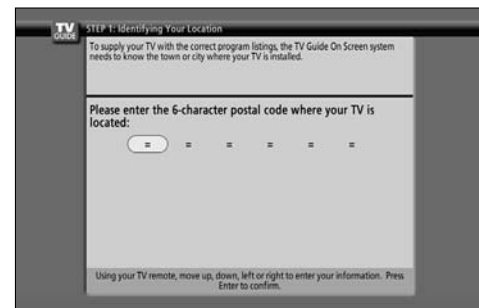 TV
GUIDE
STEP 1: Identifying Your Location
To supply your TV with the correct program listings, the TV Guide On Screen system
needs to know the town or city where your TV is installed.
Please enter the 6-character postal code where your TV is
located:
= = = = = =
Using your TV remote, move up, down, left or right to enter your information. Press
Enter to confirm.